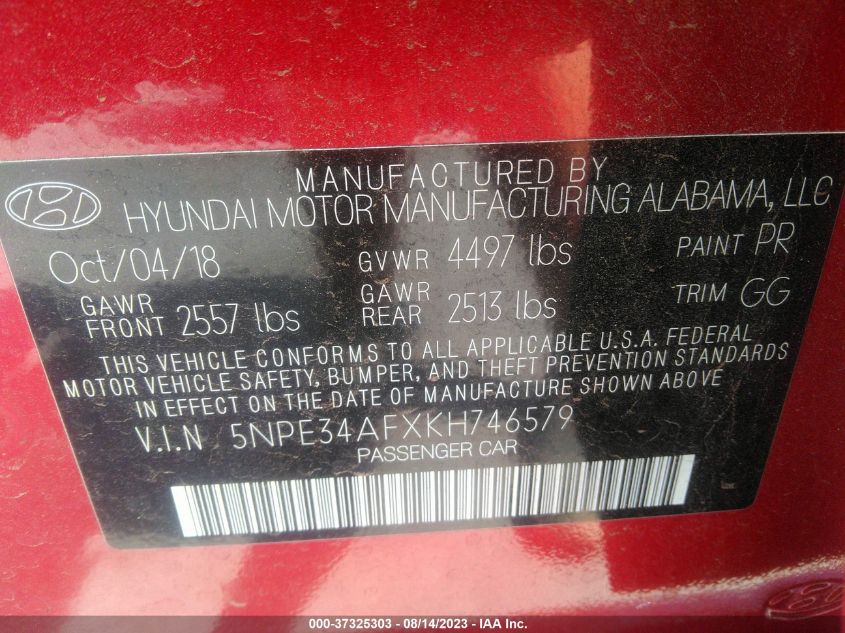 MANUFACTURED BY
HYUNDAI MOTOR MANUFACTURING ALABAMA, LLC
Oct/04/18 GVWR 4497 lbs PAINT PR
GAWR FRONT 2557 lbs GAWR REAR 2513 lbs TRIM GG
THIS VEHICLE CONFORMS TO ALL APPLICABLE U.S.A. FEDERAL
MOTOR VEHICLE SAFETY, BUMPER, AND THEFT PREVENTION STANDARDS
IN EFFECT ON THE DATE OF MANUFACTURE SHOWN ABOVE
V.I.N 5NPE34AFXKH746579
PASSENGER CAR
000-37325303 - 08/14/2023 - IAA Inc.